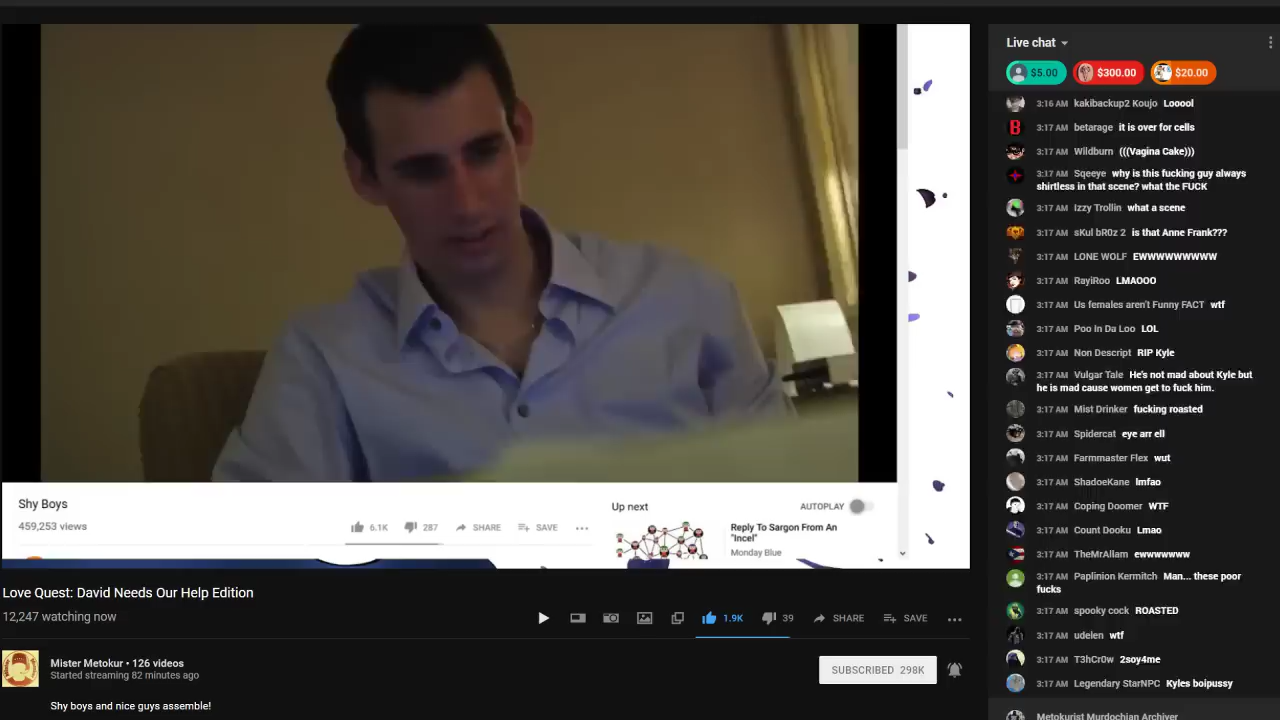 Live chat
$5.00
$300.00
$20.00
3:16 AM kakibackup2 Koujo Looool
3:17 AM betarage it is over for cells
3:17 AM Wildburn (((Vagina Cake)))
3:17 AM Sqeeye why is this fucking guy always
shirtless in that scene? what the FUCK
3:17 AM Izzy Trollin what a scene
3:17 AM sKul bR0z 2 is that Anne Frank???
3:17 AM LONE WOLF EWWWWWWWWW
3:17 AM RayiRoo LMAOOO
3:17 AM Us females aren't Funny FACT wtf
3:17 AM Poo In Da Loo LOL
3:17 AM Non Descript RIP Kyle
3:17 AM Vulgar Tale He's not mad about Kyle but
he is mad cause women get to fuck him.
3:17 AM Mist Drinker fucking roasted
3:17 AM Spidercat eye arr ell
3:17 AM Farmmaster Flex wut
3:17 AM ShadoeKane lmfao
3:17 AM Coping Doomer WTF
3:17 AM Count Dooku Lmao
3:17 AM TheMrAllam ewwwwwww
3:17 AM Paplinion Kermitch Man... these poor
fucks
3:17 AM spooky cock ROASTED
3:17 AM udelen wtf
3:17 AM T3hCr0w 2soy4me
3:17 AM Legendary StarNPC Kyles boipussy
Metokurist Murdochian Archiver
Shy Boys
459,253 views
6.1K
287
SHARE
SAVE
Up next
AUTOPLAY
Reply To Sargon From An
"Incel"
Monday Blue
Love Quest: David Needs Our Help Edition
12,247 watching now
1.9K
39
SHARE
SAVE
Mister Metokur • 126 videos
Started streaming 82 minutes ago
SUBSCRIBED 298K
Shy boys and nice guys assemble!